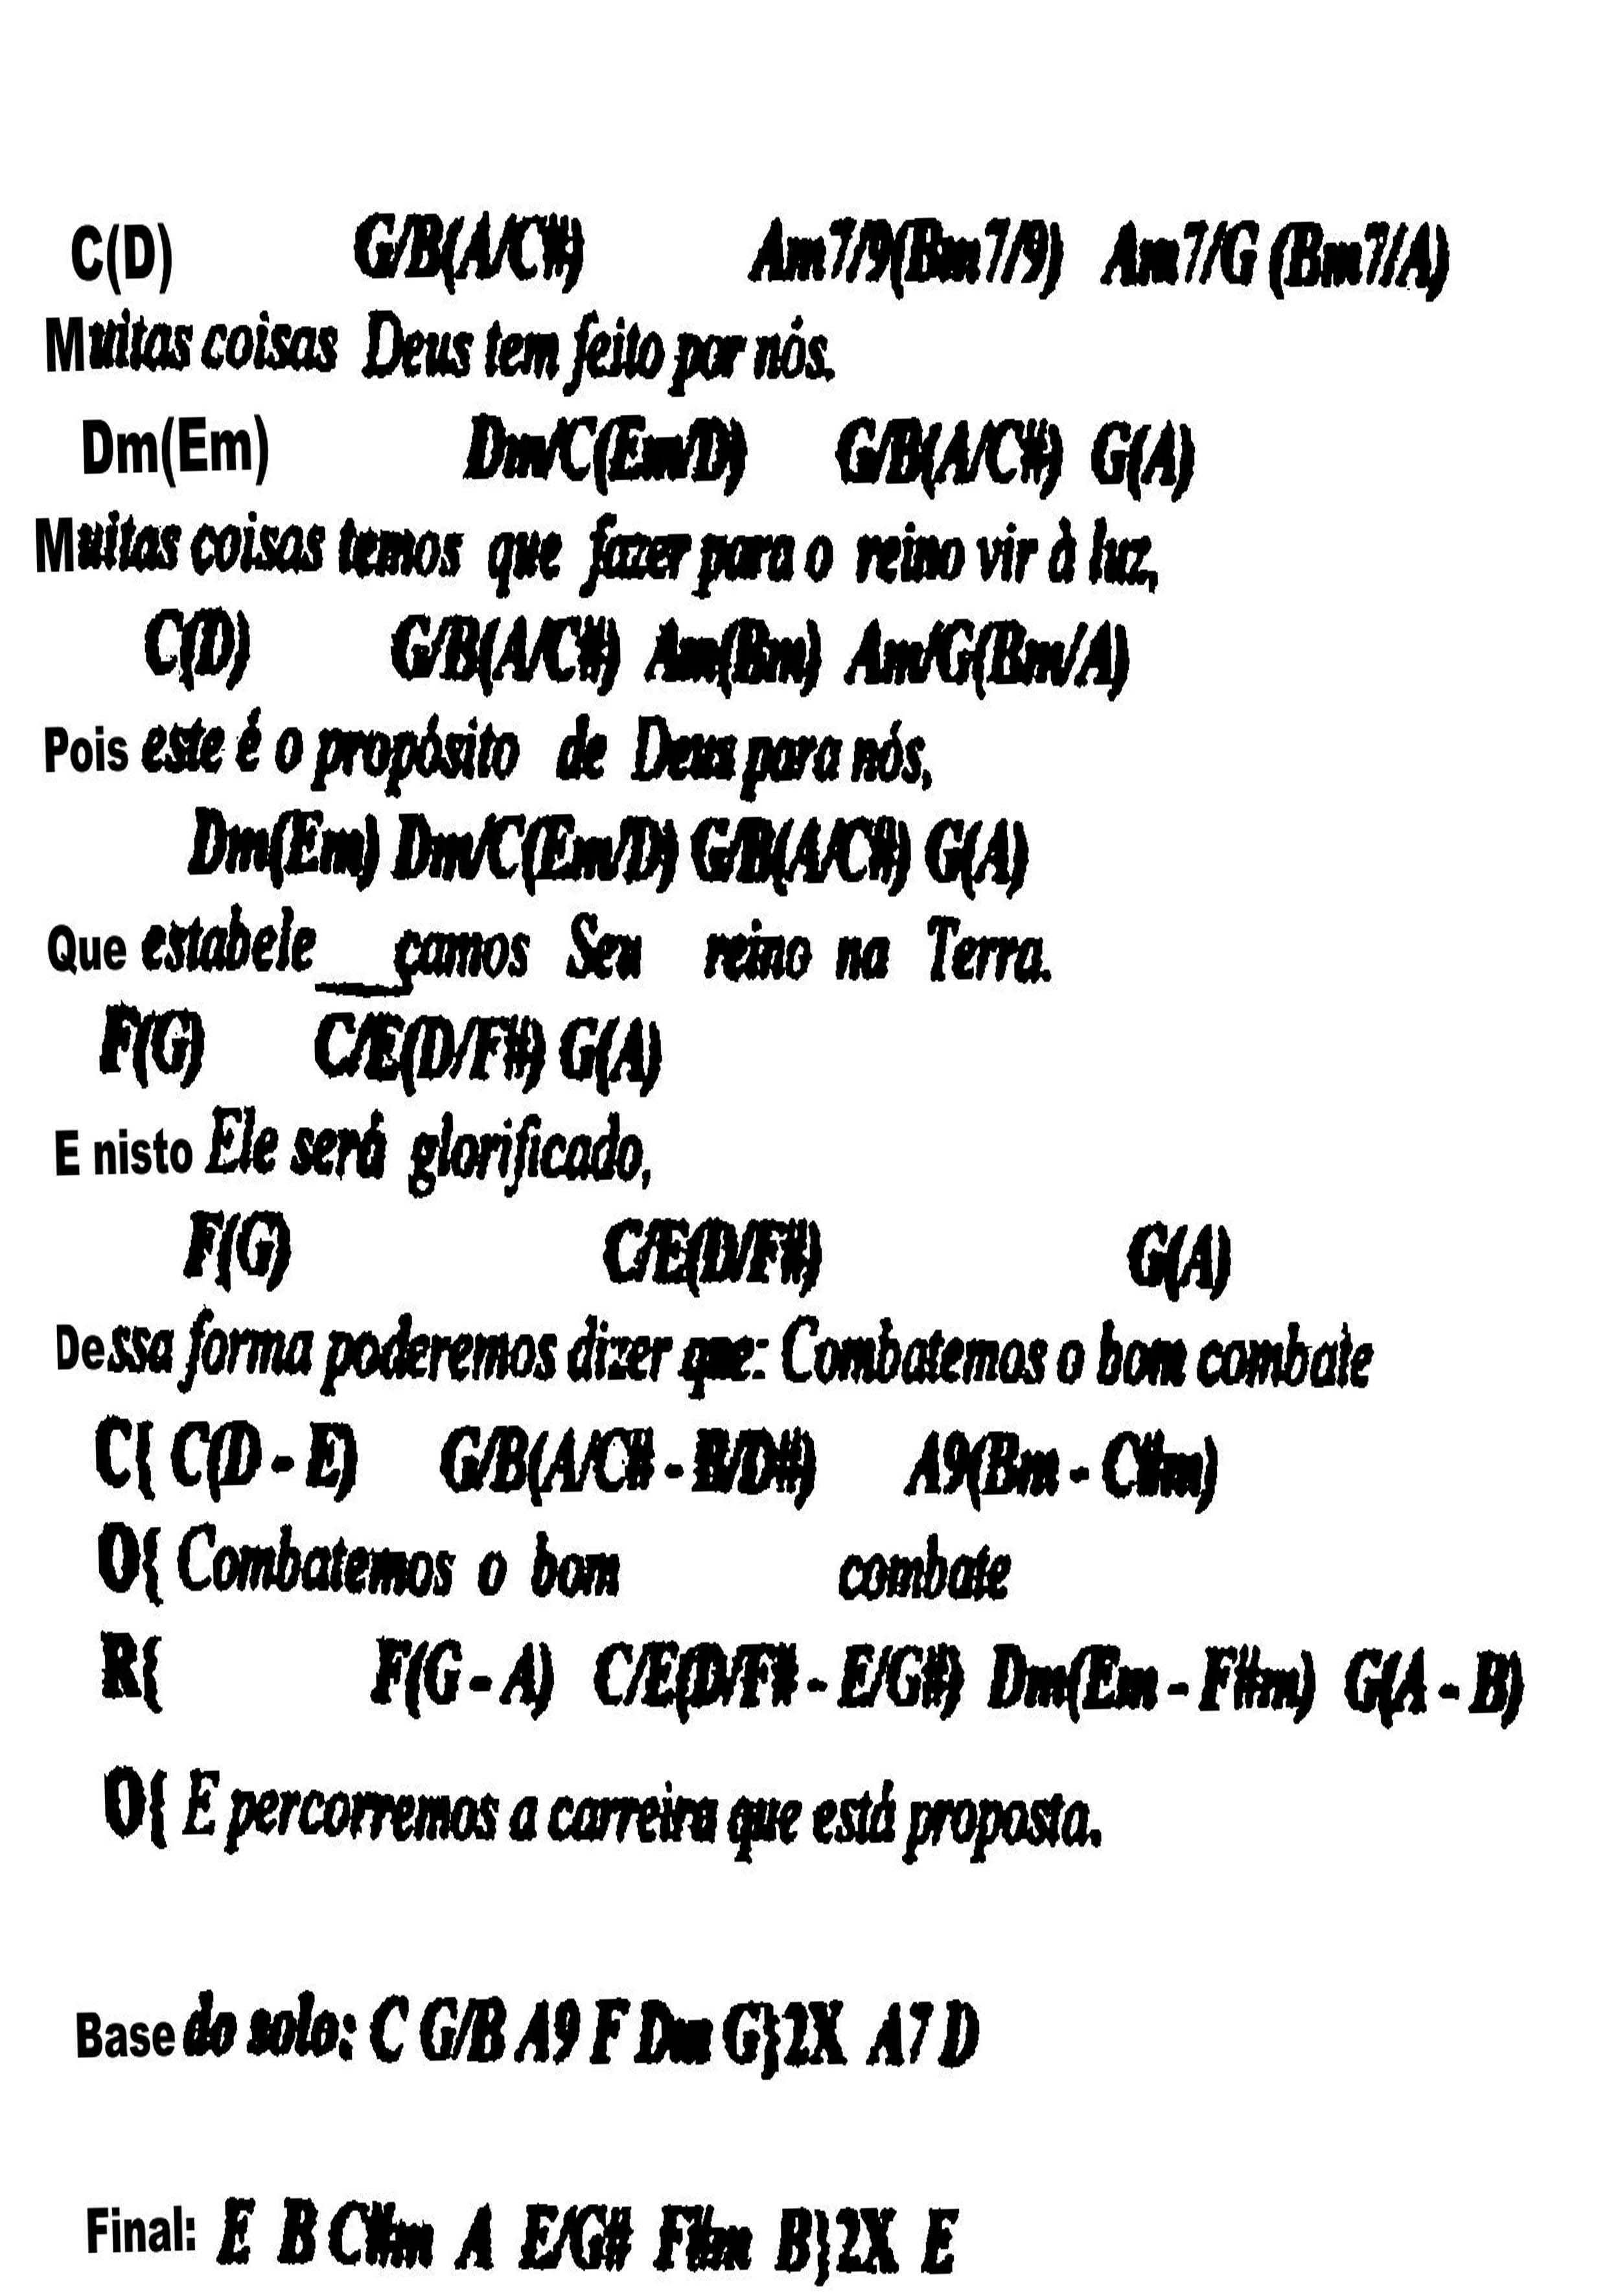 C(D) G/B(A/C#) Am7/9(Bm7/9) Am7/G (Bm7/A)
Muitas coisas Deus tem feito por nós.
Dm(Em) Dm/C(Em/D) G/B(A/C#) G(A)
Muitas coisas temos que fazer para o reino vir à luz,
C(D) G/B(A/C#) Am(Bm) Am/G(Bm/A)
Pois este é o propósito de Deus para nós,
Dm(Em) Dm/C(Em/D) G/B(A/C#) G(A)
Que estabele__çamos Seu reino na Terra.
F(G) C/E(D/F#) G(A)
E nisto Ele será glorificado,
F(G) C/E(D/F#) G(A)
Dessa forma poderemos dizer que: Combatemos o bom combate
C{ C(D - E) G/B(A/C# - B/D#) A9(Bm - C#m)
O{ Combatemos o bom combate
R{ F(G - A) C/E(D/F# - E/G#) Dm(Em - F#m) G(A - B)
O{ E percorremos a carreira que está proposta.
Base do solo: C G/B A9 F Dm G}2X A7 D
Final: E B C#m A E/G# F#m B}2X E